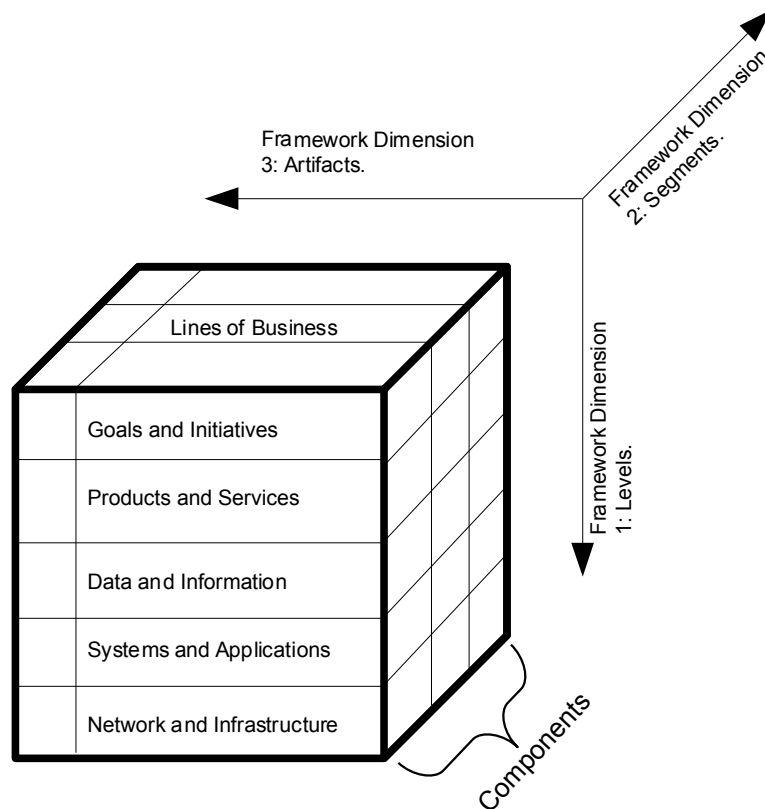 Framework Dimension
3: Artifacts.
Framework Dimension
2: Segments.
Lines of Business
Framework Dimension
1: Levels.
Goals and Initiatives
Products and Services
Data and Information
Systems and Applications
Network and Infrastructure
Components